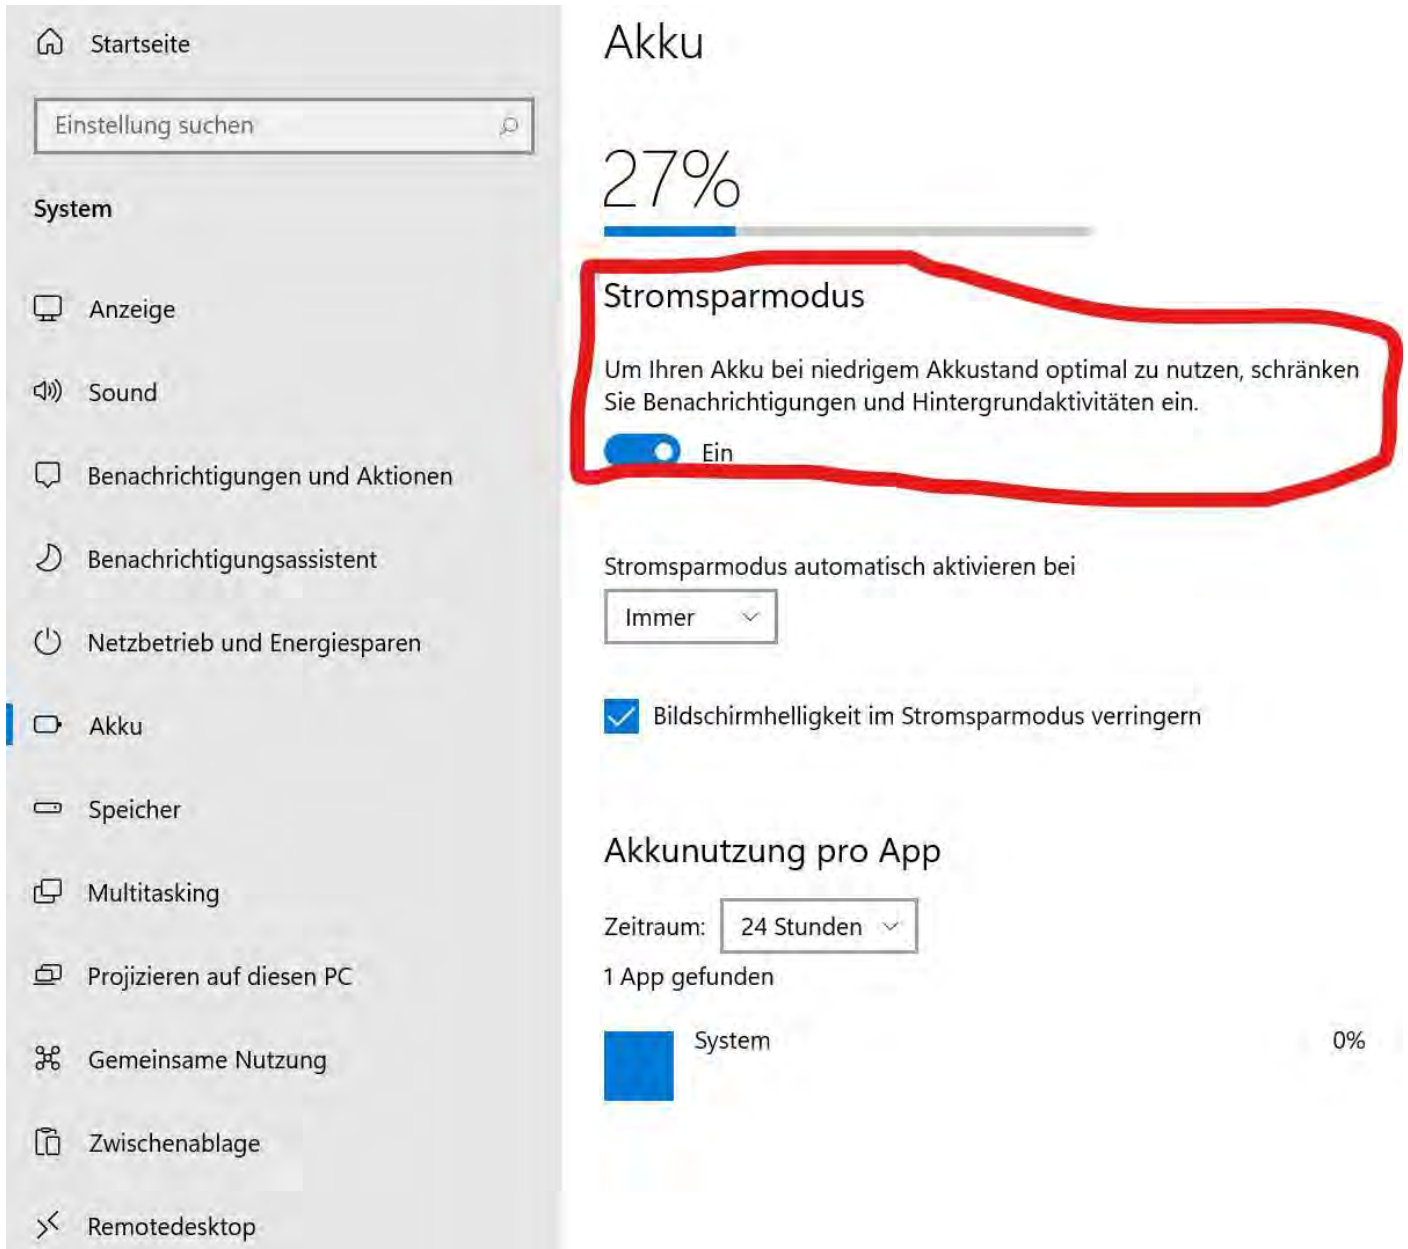 Startseite
Einstellung suchen
System
Anzeige
Sound
Benachrichtigungen und Aktionen
Benachrichtigungsassistent
Netzbetrieb und Energiesparen
Akku
Speicher
Multitasking
Projizieren auf diesen PC
Gemeinsame Nutzung
Zwischenablage
Remotedesktop
Akku
27%
Stromsparmodus
Um Ihren Akku bei niedrigem Akkustand optimal zu nutzen, schränken
Sie Benachrichtigungen und Hintergrundaktivitäten ein.
Ein
Stromsparmodus automatisch aktivieren bei
Immer
Bildschirmhelligkeit im Stromsparmodus verringern
Akkunutzung pro App
Zeitraum: 24 Stunden
1 App gefunden
System 0%